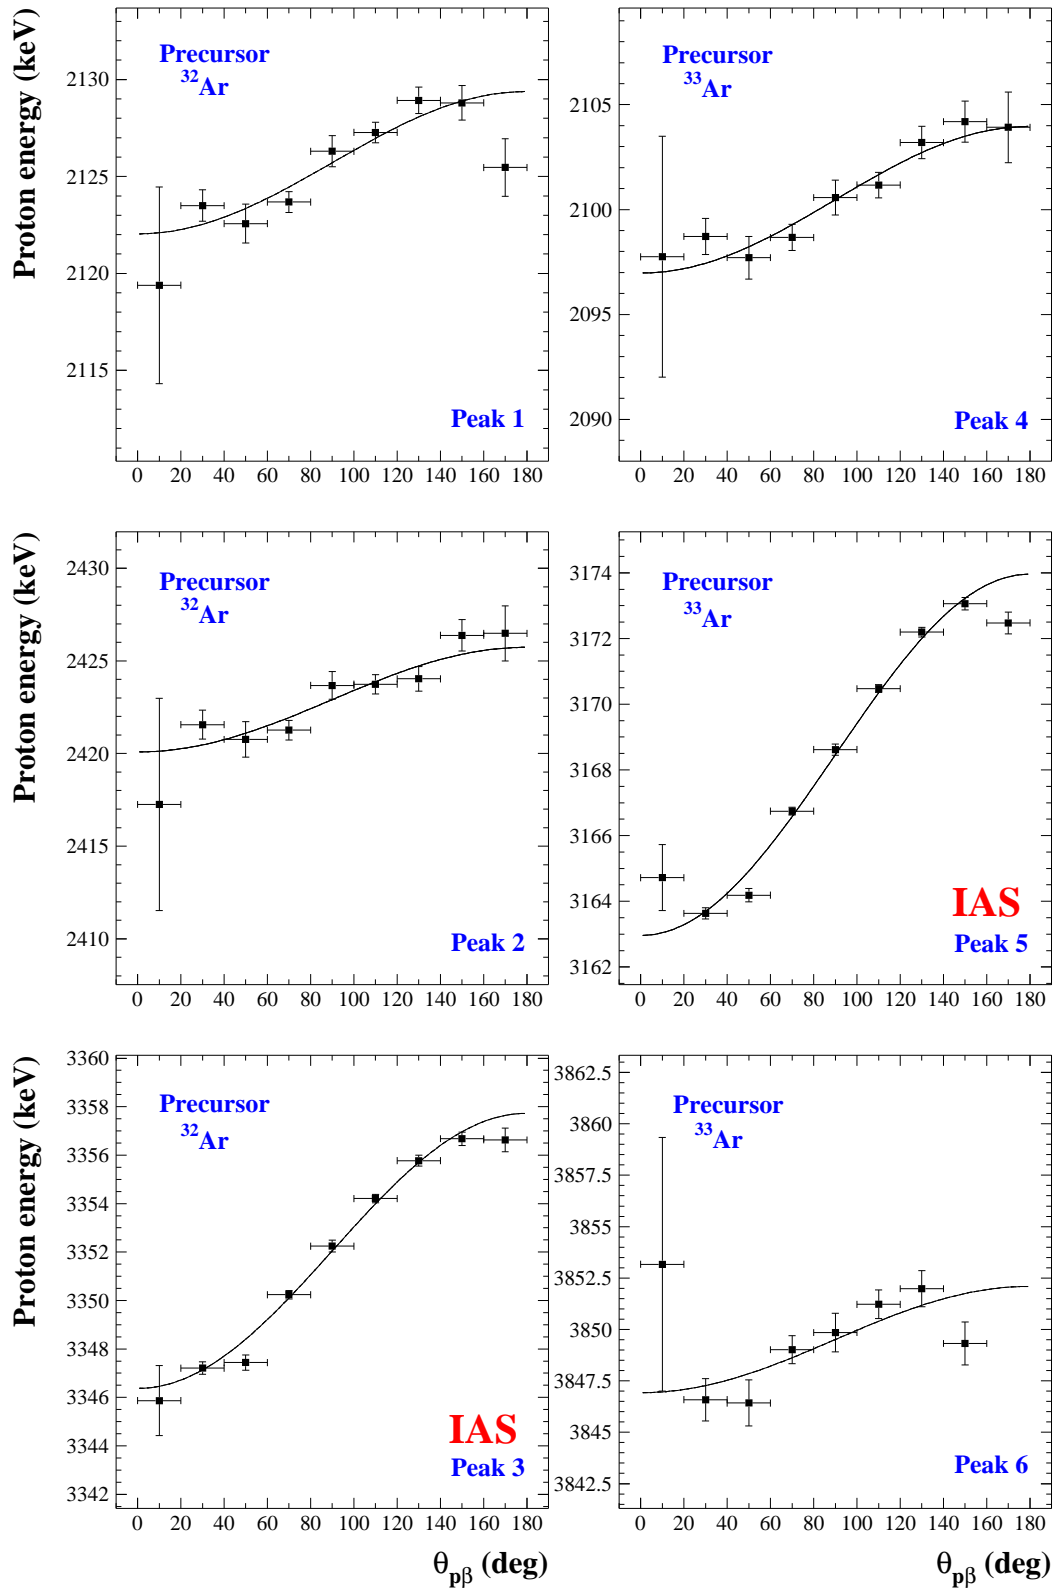 Proton energy (keV)
Precursor
³²Ar
2130
2125
2120
2115
Peak 1
0 20 40 60 80 100 120 140 160 180
Precursor
³³Ar
2105
2100
2095
2090
Peak 4
0 20 40 60 80 100 120 140 160 180
Proton energy (keV)
Precursor
³²Ar
2430
2425
2420
2415
2410
Peak 2
0 20 40 60 80 100 120 140 160 180
Precursor
³³Ar
3174
3172
3170
3168
3166
3164
3162
IAS
Peak 5
0 20 40 60 80 100 120 140 160 180
Proton energy (keV)
Precursor
³²Ar
3360
3358
3356
3354
3352
3350
3348
3346
3344
3342
IAS
Peak 3
0 20 40 60 80 100 120 140 160 180
θpβ (deg)
Precursor
³³Ar
3862.5
3860
3857.5
3855
3852.5
3850
3847.5
3845
3842.5
Peak 6
0 20 40 60 80 100 120 140 160 180
θpβ (deg)